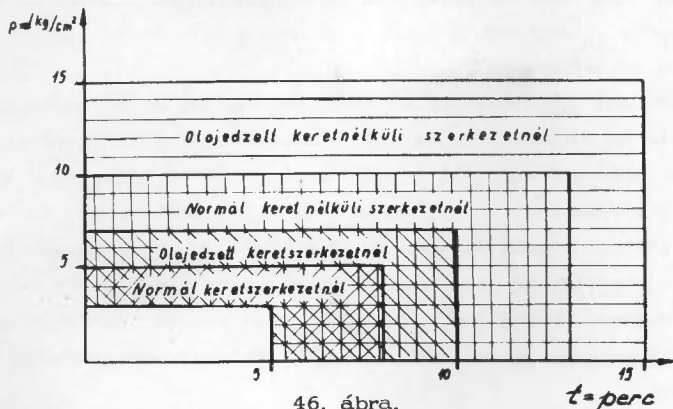 p=1 kg/cm²
15
Olajedzett keretnélküli szerkezetnél
10
Normál keret nélküli szerkezetnél
Olajedzett keretszerkezetnél
5
Normál keretszerkezetnél
5
10
15
46. ábra.
t=perc